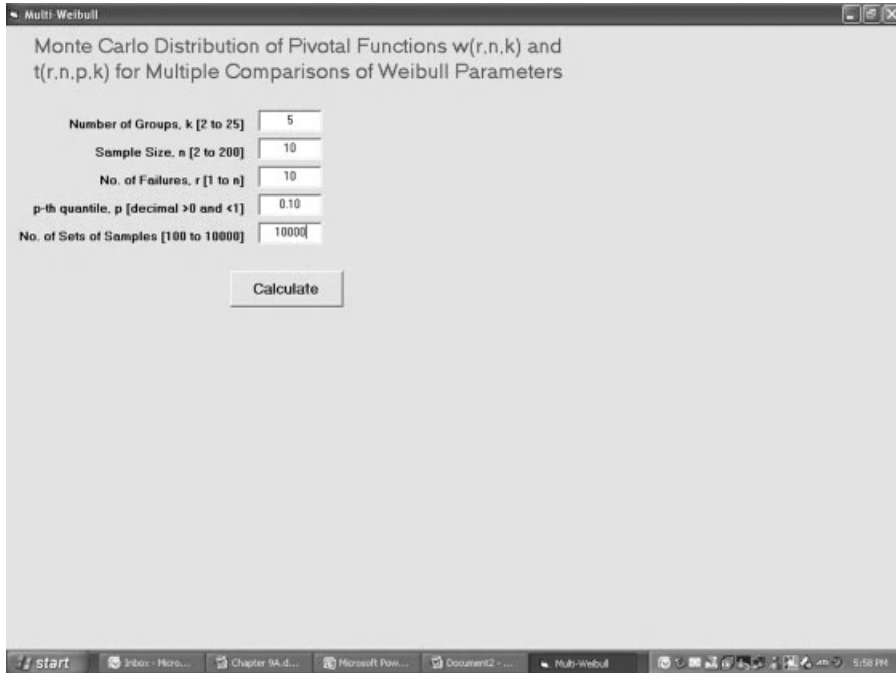 Multi-Weibull
Monte Carlo Distribution of Pivotal Functions w(r,n,k) and
t(r,n,p,k) for Multiple Comparisons of Weibull Parameters
Number of Groups, k [2 to 25] 5
Sample Size, n [2 to 200] 10
No. of Failures, r [1 to n] 10
p-th quantile, p [decimal >0 and <1] 0.10
No. of Sets of Samples [100 to 10000] 10000
Calculate
start Inbox - Micro... Chapter 9A.d... Microsoft Pow... Document2 - ... Multi-Weibull 5:58 PM